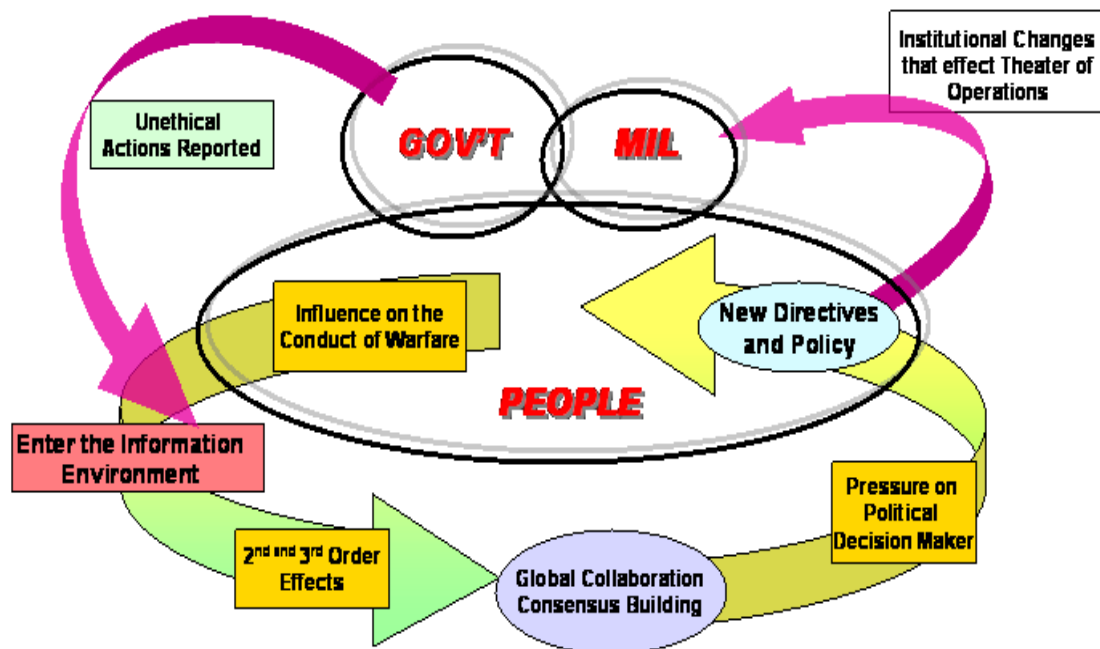 Institutional Changes
that effect Theater of
Operations
Unethical
Actions Reported
GOV'T
MIL
Influence on the
Conduct of Warfare
New Directives
and Policy
PEOPLE
Enter the Information
Environment
Pressure on
Political
Decision Maker
2nd and 3rd Order
Effects
Global Collaboration
Consensus Building